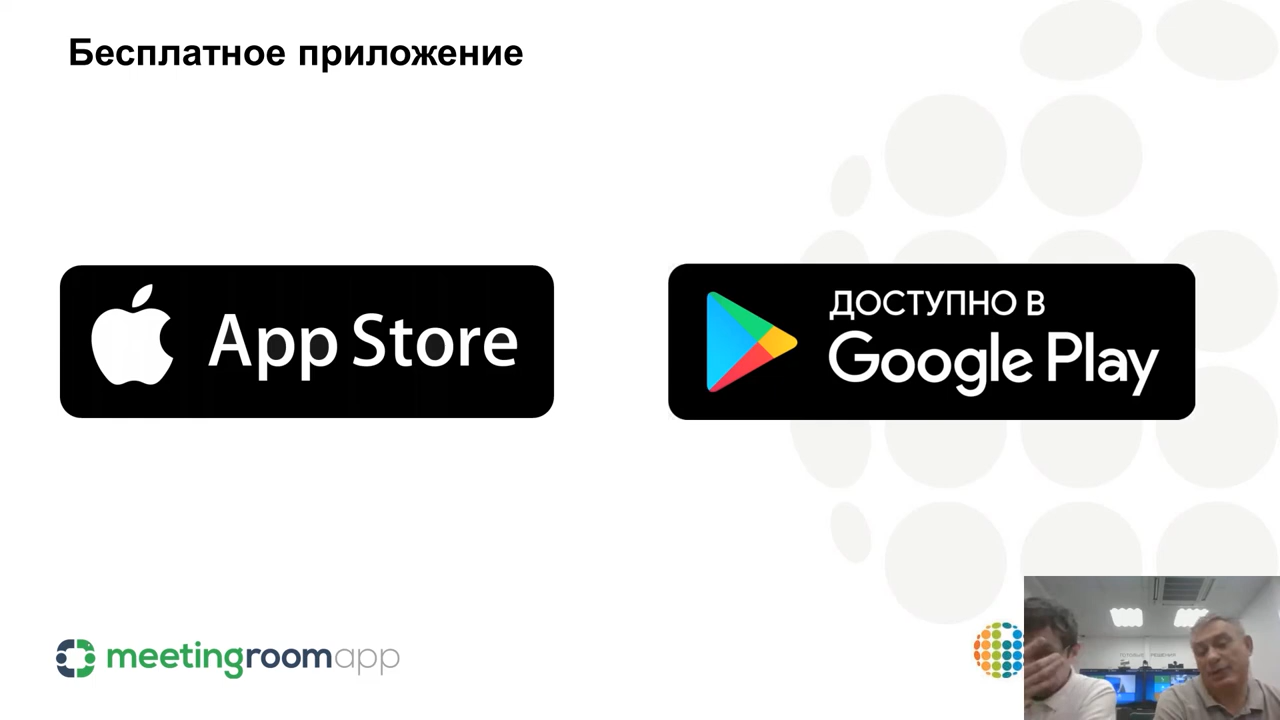 Бесплатное приложение
App Store
ДОСТУПНО В
Google Play
meetingroomapp